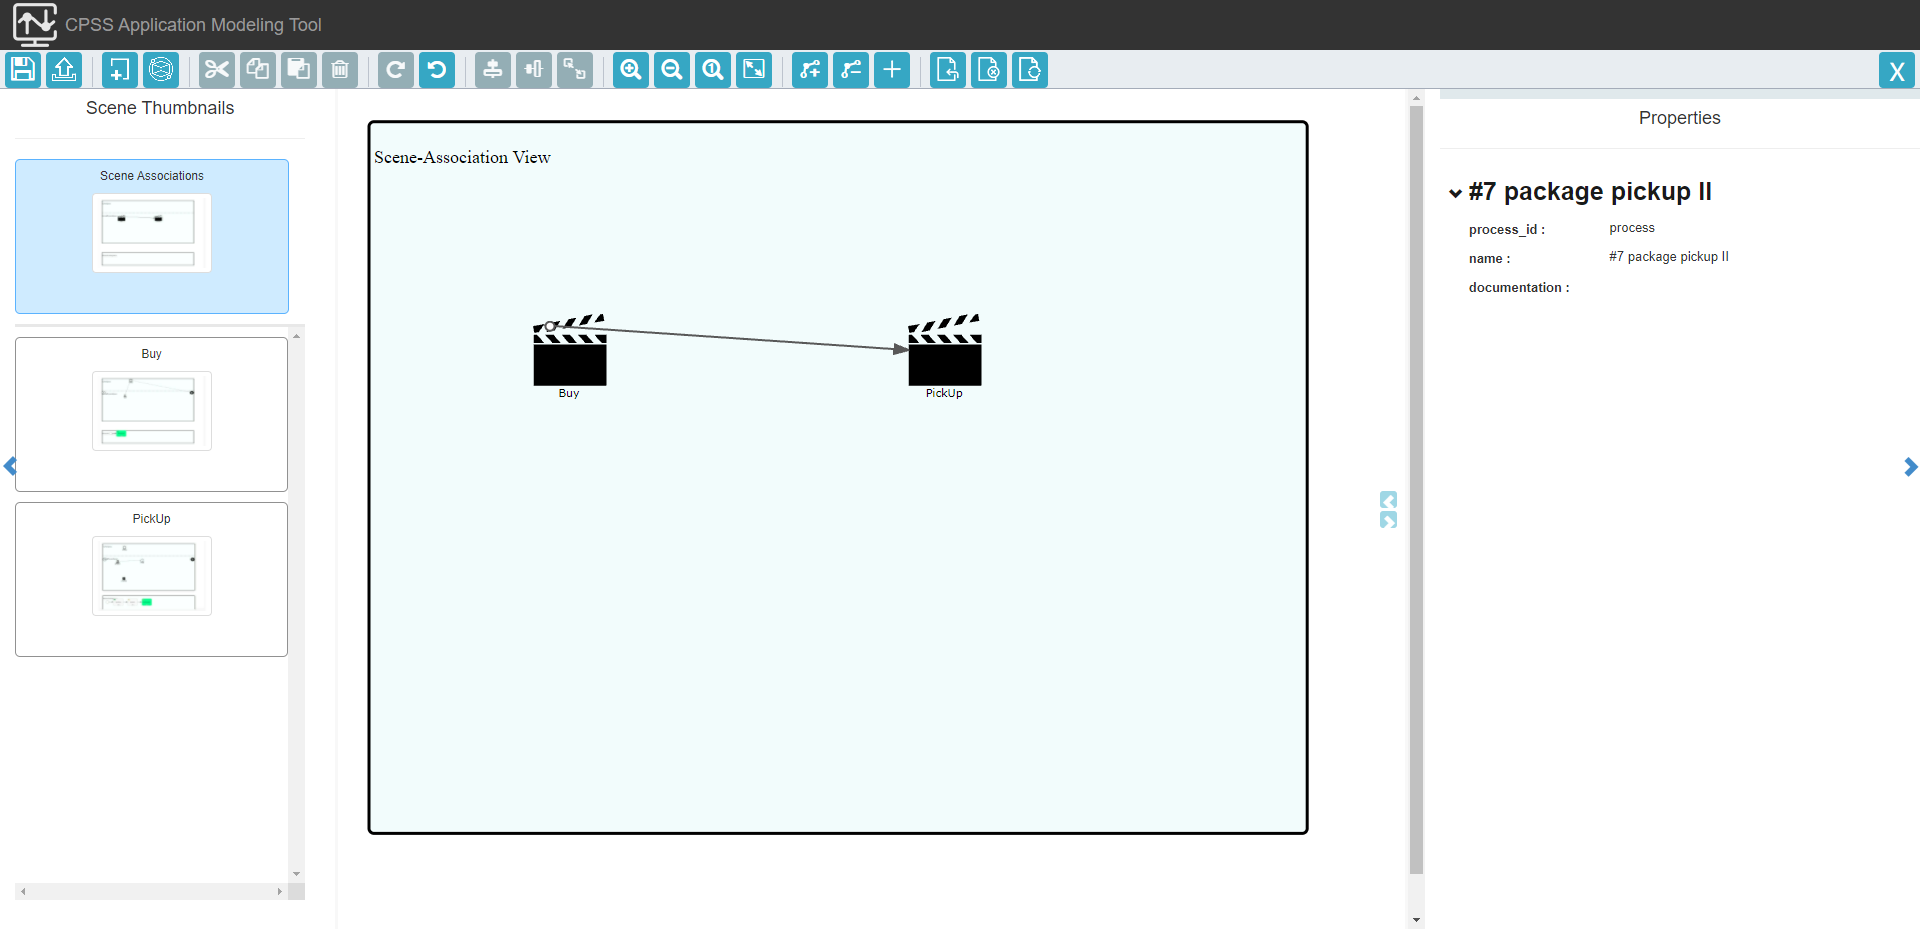 CPSS Application Modeling Tool
X
Scene Thumbnails
Scene Associations
Buy
PickUp
Scene-Association View
Buy
PickUp
Properties
#7 package pickup II
process_id : process
name : #7 package pickup II
documentation :